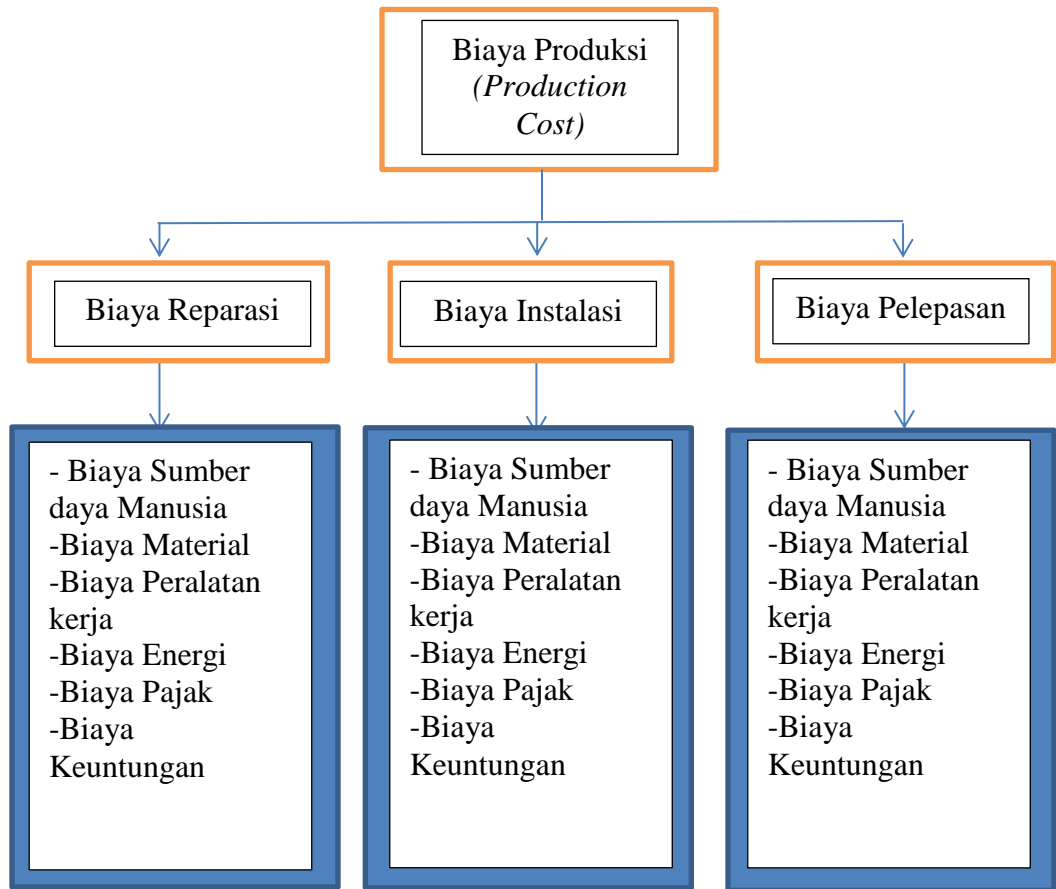 Biaya Produksi
(Production
Cost)
Biaya Reparasi
Biaya Instalasi
Biaya Pelepasan
- Biaya Sumber
daya Manusia
-Biaya Material
-Biaya Peralatan
kerja
-Biaya Energi
-Biaya Pajak
-Biaya
Keuntungan
- Biaya Sumber
daya Manusia
-Biaya Material
-Biaya Peralatan
kerja
-Biaya Energi
-Biaya Pajak
-Biaya
Keuntungan
- Biaya Sumber
daya Manusia
-Biaya Material
-Biaya Peralatan
kerja
-Biaya Energi
-Biaya Pajak
-Biaya
Keuntungan